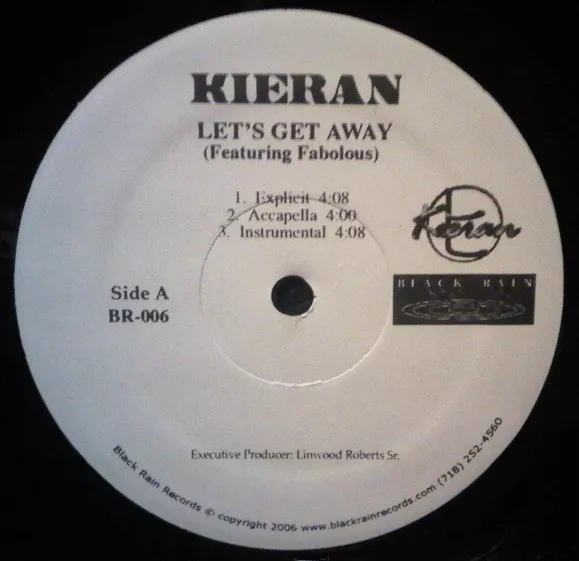 KIERAN
LET'S GET AWAY
(Featuring Fabolous)
1. Explicit 4:08
2. Accapella 4:00
3. Instrumental 4:08
Kieran
BLACK RAIN
Side A
BR-006
Executive Producer: Linwood Roberts Sr.
Black Rain Records © copyright 2006 www.blackrainrecords.com (718) 252-4560